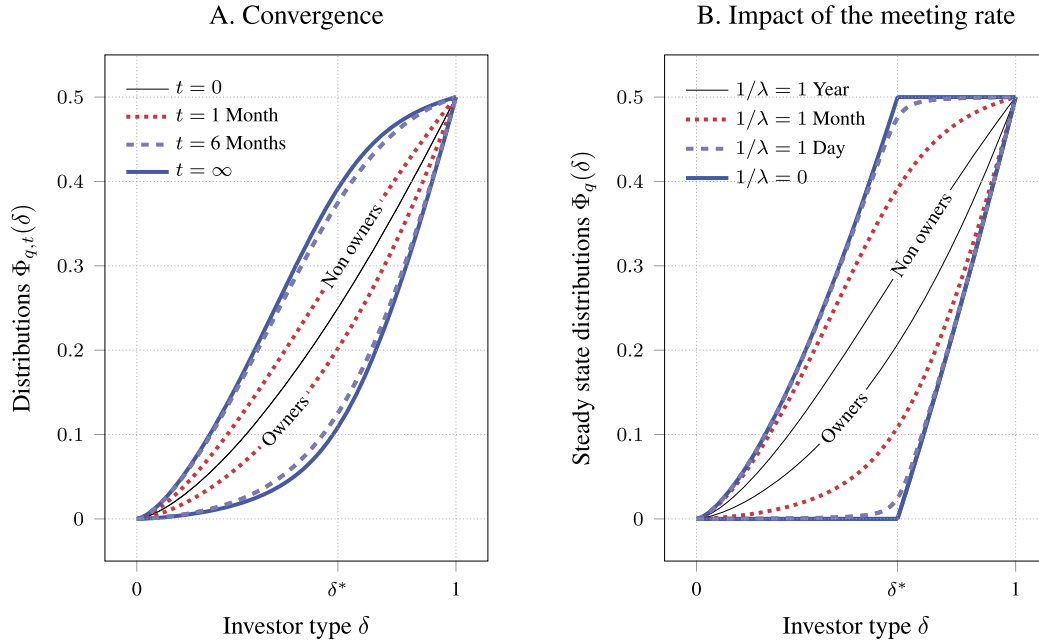 A. Convergence
t = 0
t = 1 Month
t = 6 Months
t = ∞
0.5
0.4
0.3
0.2
0.1
0
Distributions Φq,t(δ)
Non owners
Owners
0
δ*
1
Investor type δ
B. Impact of the meeting rate
1/λ = 1 Year
1/λ = 1 Month
1/λ = 1 Day
1/λ = 0
0.5
0.4
0.3
0.2
0.1
0
Steady state distributions Φq(δ)
Non owners
Owners
0
δ*
1
Investor type δ